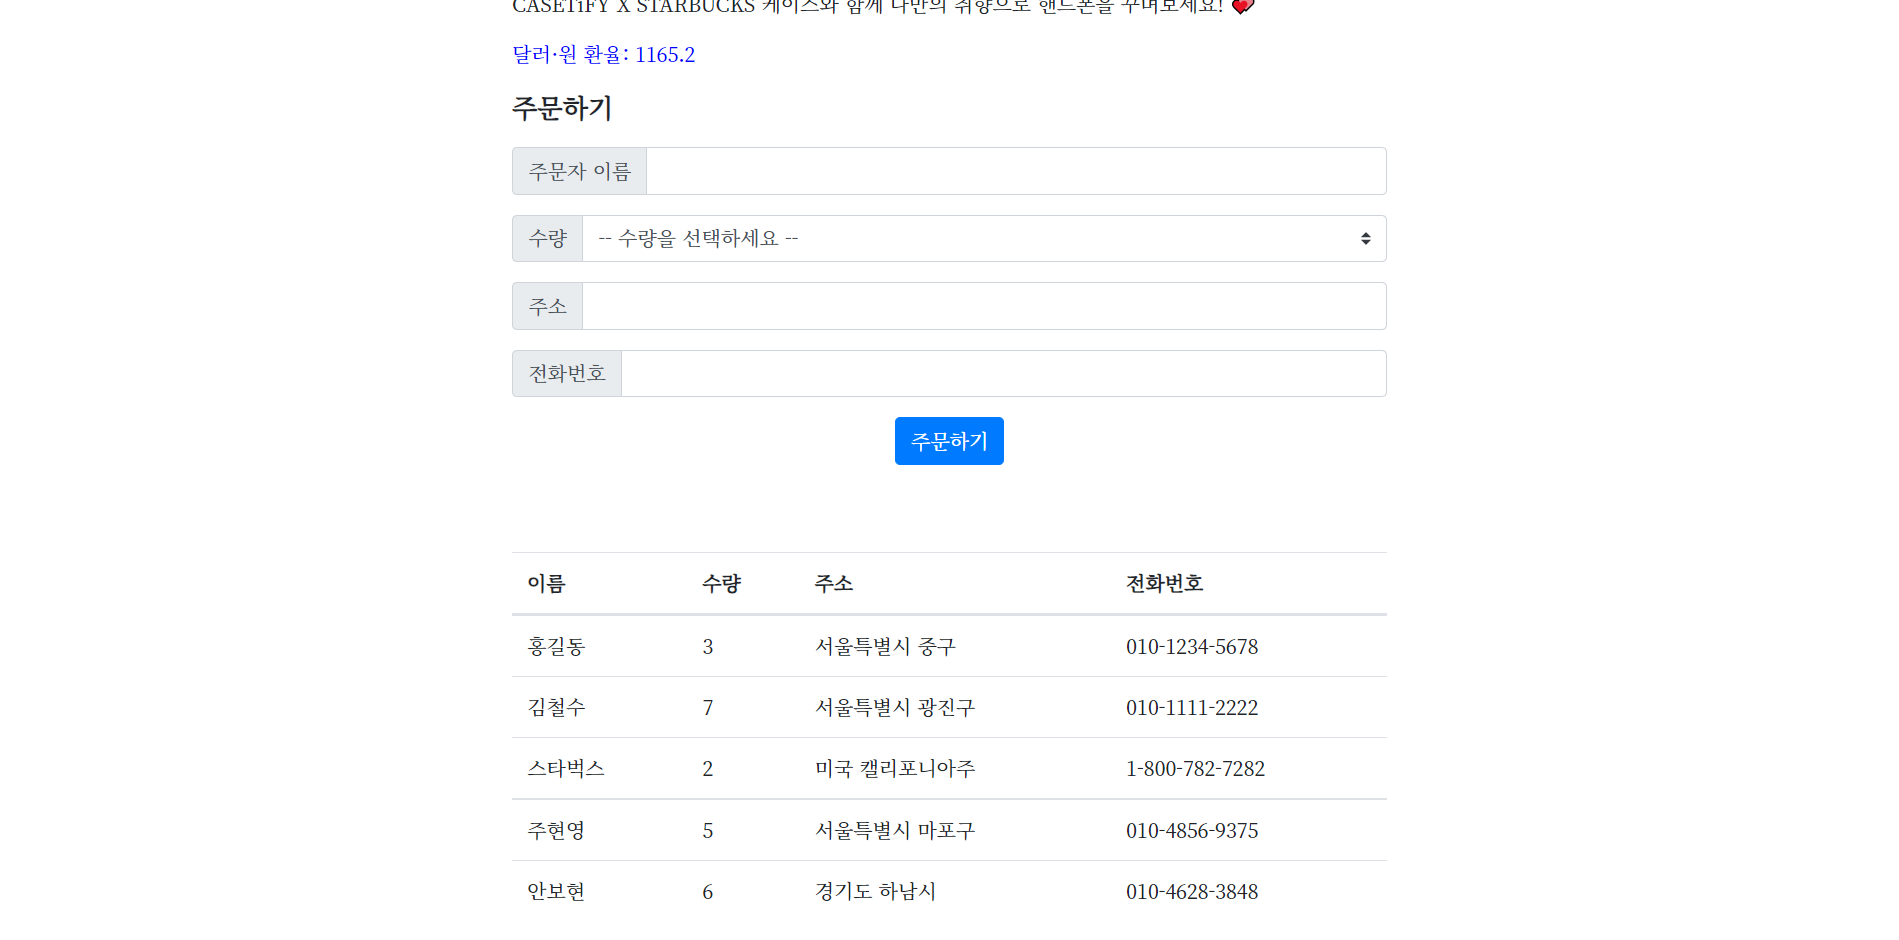 CASETiFY X STARBUCKS 케이스와 함께 나만의 취향으로 핸드폰을 꾸며보세요! 💕
달러·원 환율: 1165.2
주문하기
주문자 이름
수량 -- 수량을 선택하세요 --
주소
전화번호
주문하기
이름 수량 주소 전화번호
홍길동 3 서울특별시 중구 010-1234-5678
김철수 7 서울특별시 광진구 010-1111-2222
스타벅스 2 미국 캘리포니아주 1-800-782-7282
주현영 5 서울특별시 마포구 010-4856-9375
안보현 6 경기도 하남시 010-4628-3848